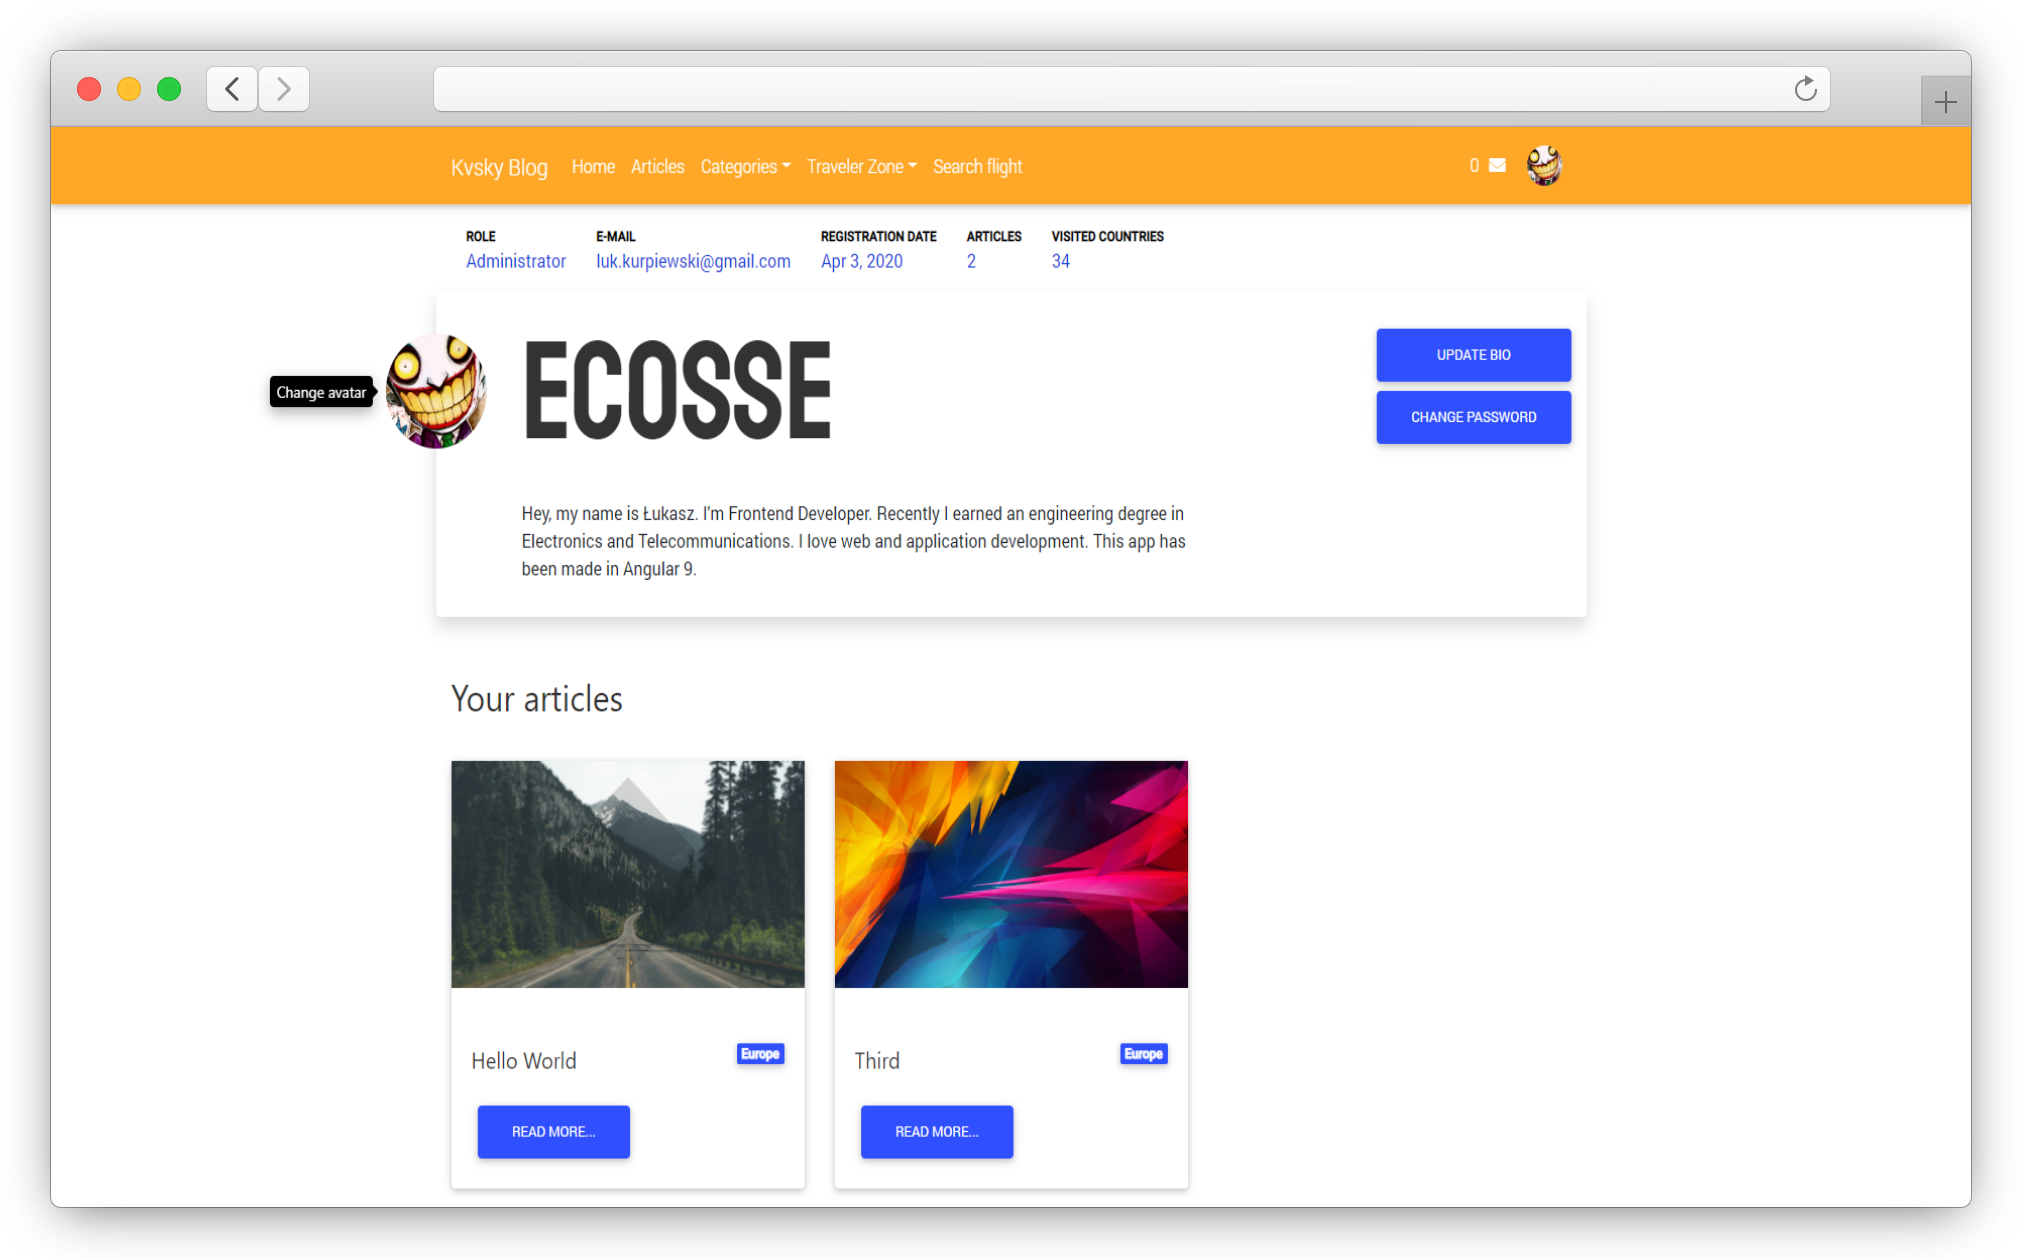 Kvsky Blog Home Articles Categories Traveler Zone Search flight 0
ROLE E-MAIL REGISTRATION DATE ARTICLES VISITED COUNTRIES
Administrator luk.kurpiewski@gmail.com Apr 3, 2020 2 34
Change avatar
ECOSSE
UPDATE BIO
CHANGE PASSWORD
Hey, my name is Łukasz. I'm Frontend Developer. Recently I earned an engineering degree in
Electronics and Telecommunications. I love web and application development. This app has
been made in Angular 9.
Your articles
Hello World Europe
READ MORE...
Third Europe
READ MORE...